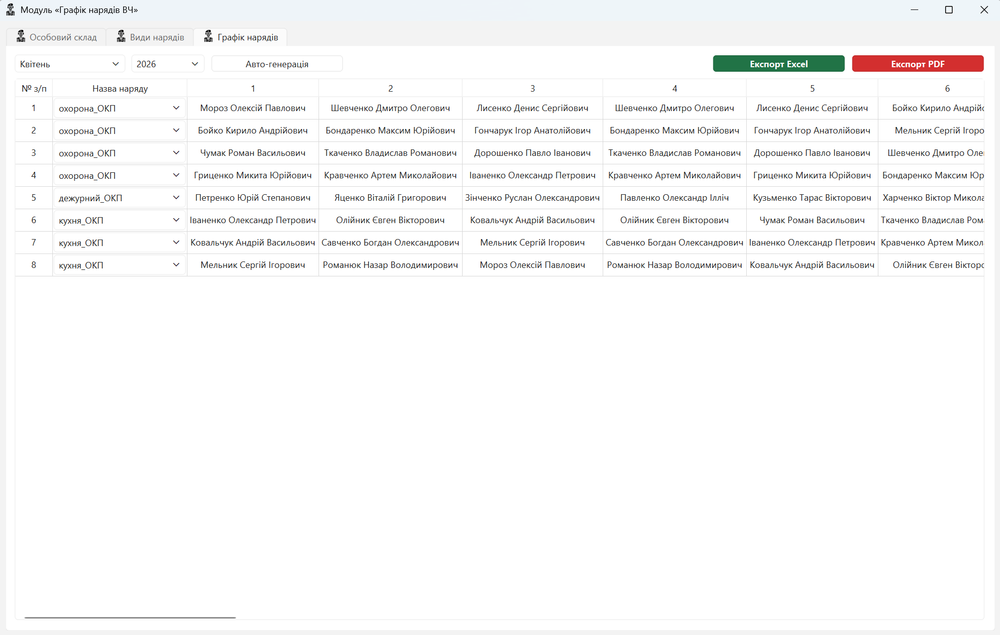 Модуль «Графік нарядів ВЧ»
Особовий склад Види нарядів Графік нарядів
Квітень 2026 Авто-генерація Експорт Excel Експорт PDF
№ з/п Назва наряду 1 2 3 4 5 6
1 охорона_ОКП Мороз Олексій Павлович Шевченко Дмитро Олегович Лисенко Денис Сергійович Шевченко Дмитро Олегович Лисенко Денис Сергійович Бойко Кирило
2 охорона_ОКП Бойко Кирило Андрійович Бондаренко Максим Юрійович Гончарук Ігор Анатолійович Бондаренко Максим Юрійович Гончарук Ігор Анатолійович Мельник Сергій
3 охорона_ОКП Чумак Роман Васильович Ткаченко Владислав Романович Дорошенко Павло Іванович Ткаченко Владислав Романович Дорошенко Павло Іванович Шевченко Дмитро
4 охорона_ОКП Гриценко Микита Юрійович Кравченко Артем Миколайович Іваненко Олександр Петрович Кравченко Артем Миколайович Гриценко Микита Юрійович Бондаренко Максим
5 дежурний_ОКП Петренко Юрій Степанович Яценко Віталій Григорович Зінченко Руслан Олександрович Павленко Олександр Ілліч Кузьменко Тарас Вікторович Харченко Віктор
6 кухня_ОКП Іваненко Олександр Петрович Олійник Євген Вікторович Ковальчук Андрій Васильович Олійник Євген Вікторович Чумак Роман Васильович Ткаченко Владислав
7 кухня_ОКП Ковальчук Андрій Васильович Савченко Богдан Олександрович Мельник Сергій Ігорович Савченко Богдан Олександрович Іваненко Олександр Петрович Кравченко Артем
8 кухня_ОКП Мельник Сергій Ігорович Романюк Назар Володимирович Мороз Олексій Павлович Романюк Назар Володимирович Ковальчук Андрій Васильович Олійник Євген